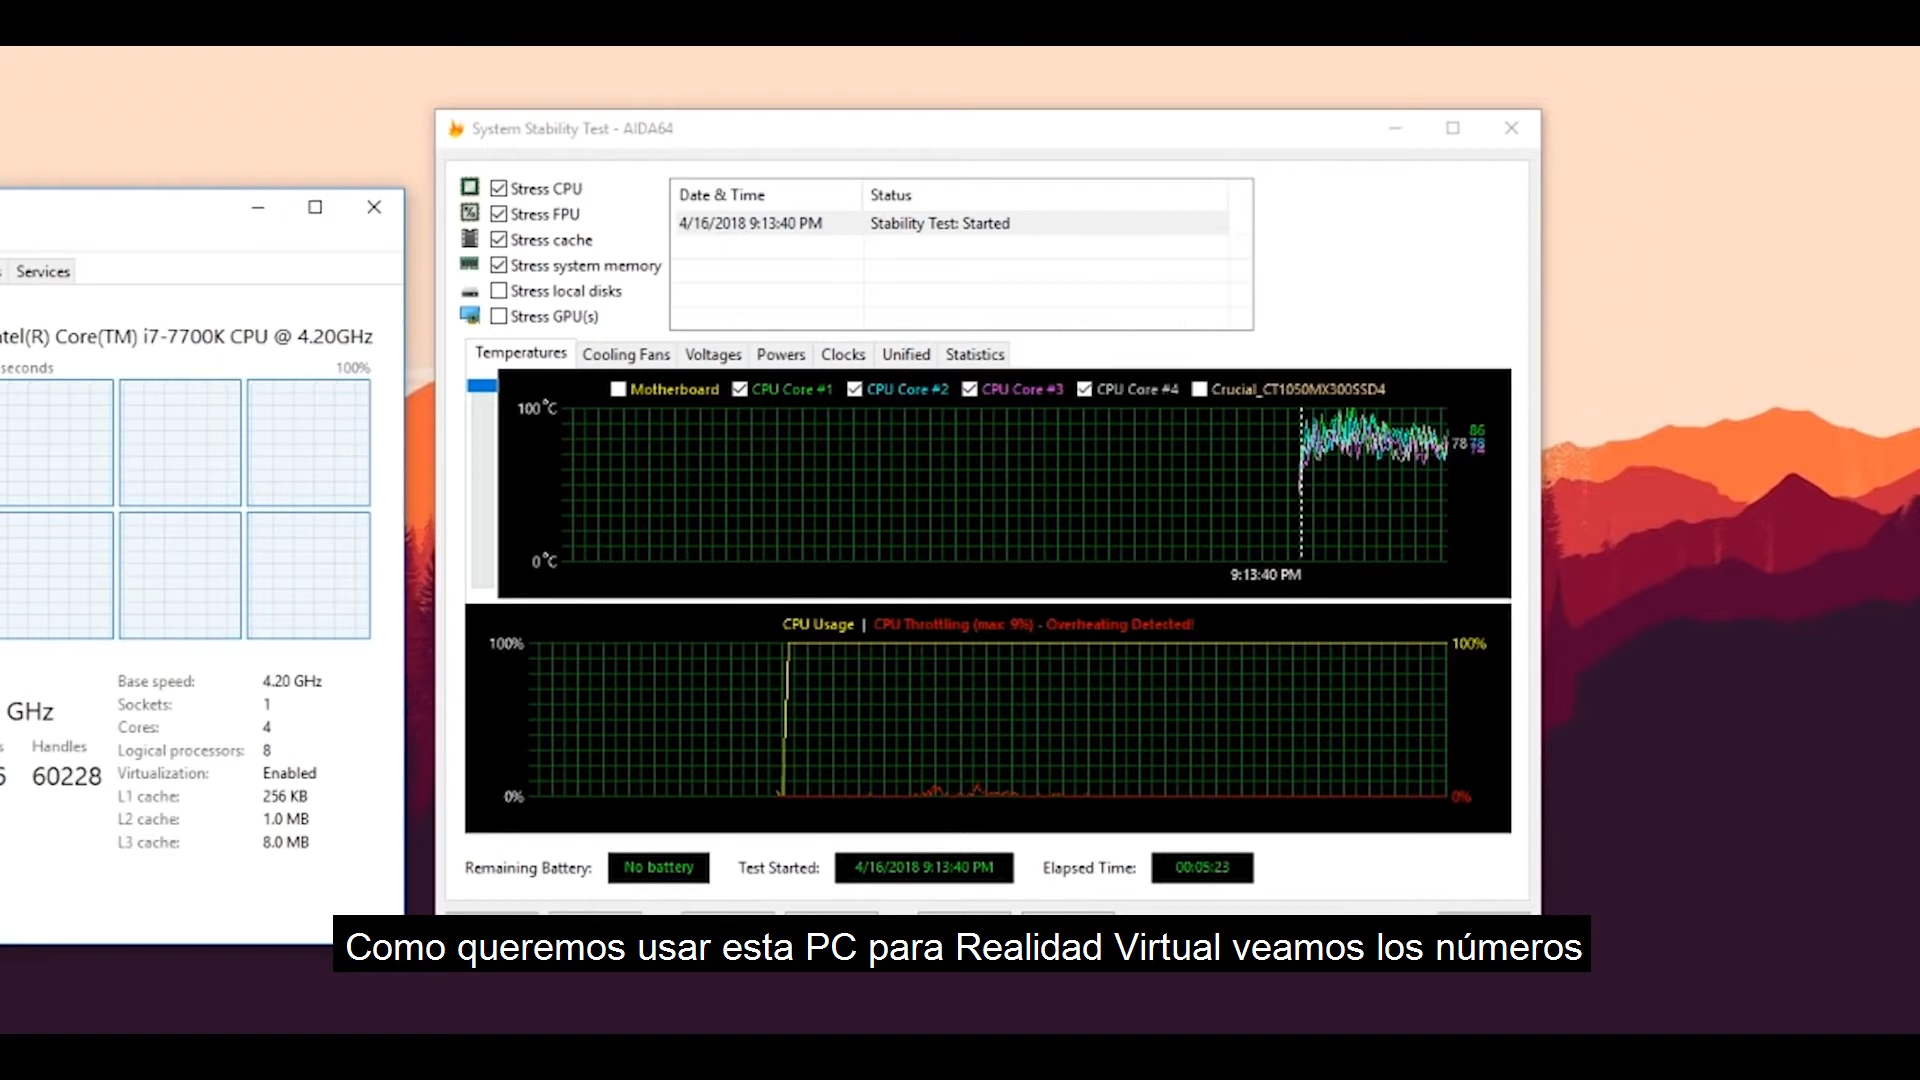 System Stability Test - AIDA64
Stress CPU
Stress FPU
Stress cache
Stress system memory
Stress local disks
Stress GPU(s)
Date & Time Status
4/16/2018 9:13:40 PM Stability Test: Started
Temperatures Cooling Fans Voltages Powers Clocks Unified Statistics
Motherboard CPU Core #1 CPU Core #2 CPU Core #3 CPU Core #4 Crucial_CT1050MX300SSD4
100°C
86
78
0°C
9:13:40 PM
CPU Usage | CPU Throttling (max: 9%) - Overheating Detected!
100% 100%
0% 0%
Remaining Battery: No battery Test Started: 4/16/2018 9:13:40 PM Elapsed Time: 00:05:23
Services
ntel(R) Core(TM) i7-7700K CPU @ 4.20GHz
seconds 100%
GHz
Handles
60228
Base speed: 4.20 GHz
Sockets: 1
Cores: 4
Logical processors: 8
Virtualization: Enabled
L1 cache: 256 KB
L2 cache: 1.0 MB
L3 cache: 8.0 MB
Como queremos usar esta PC para Realidad Virtual veamos los números